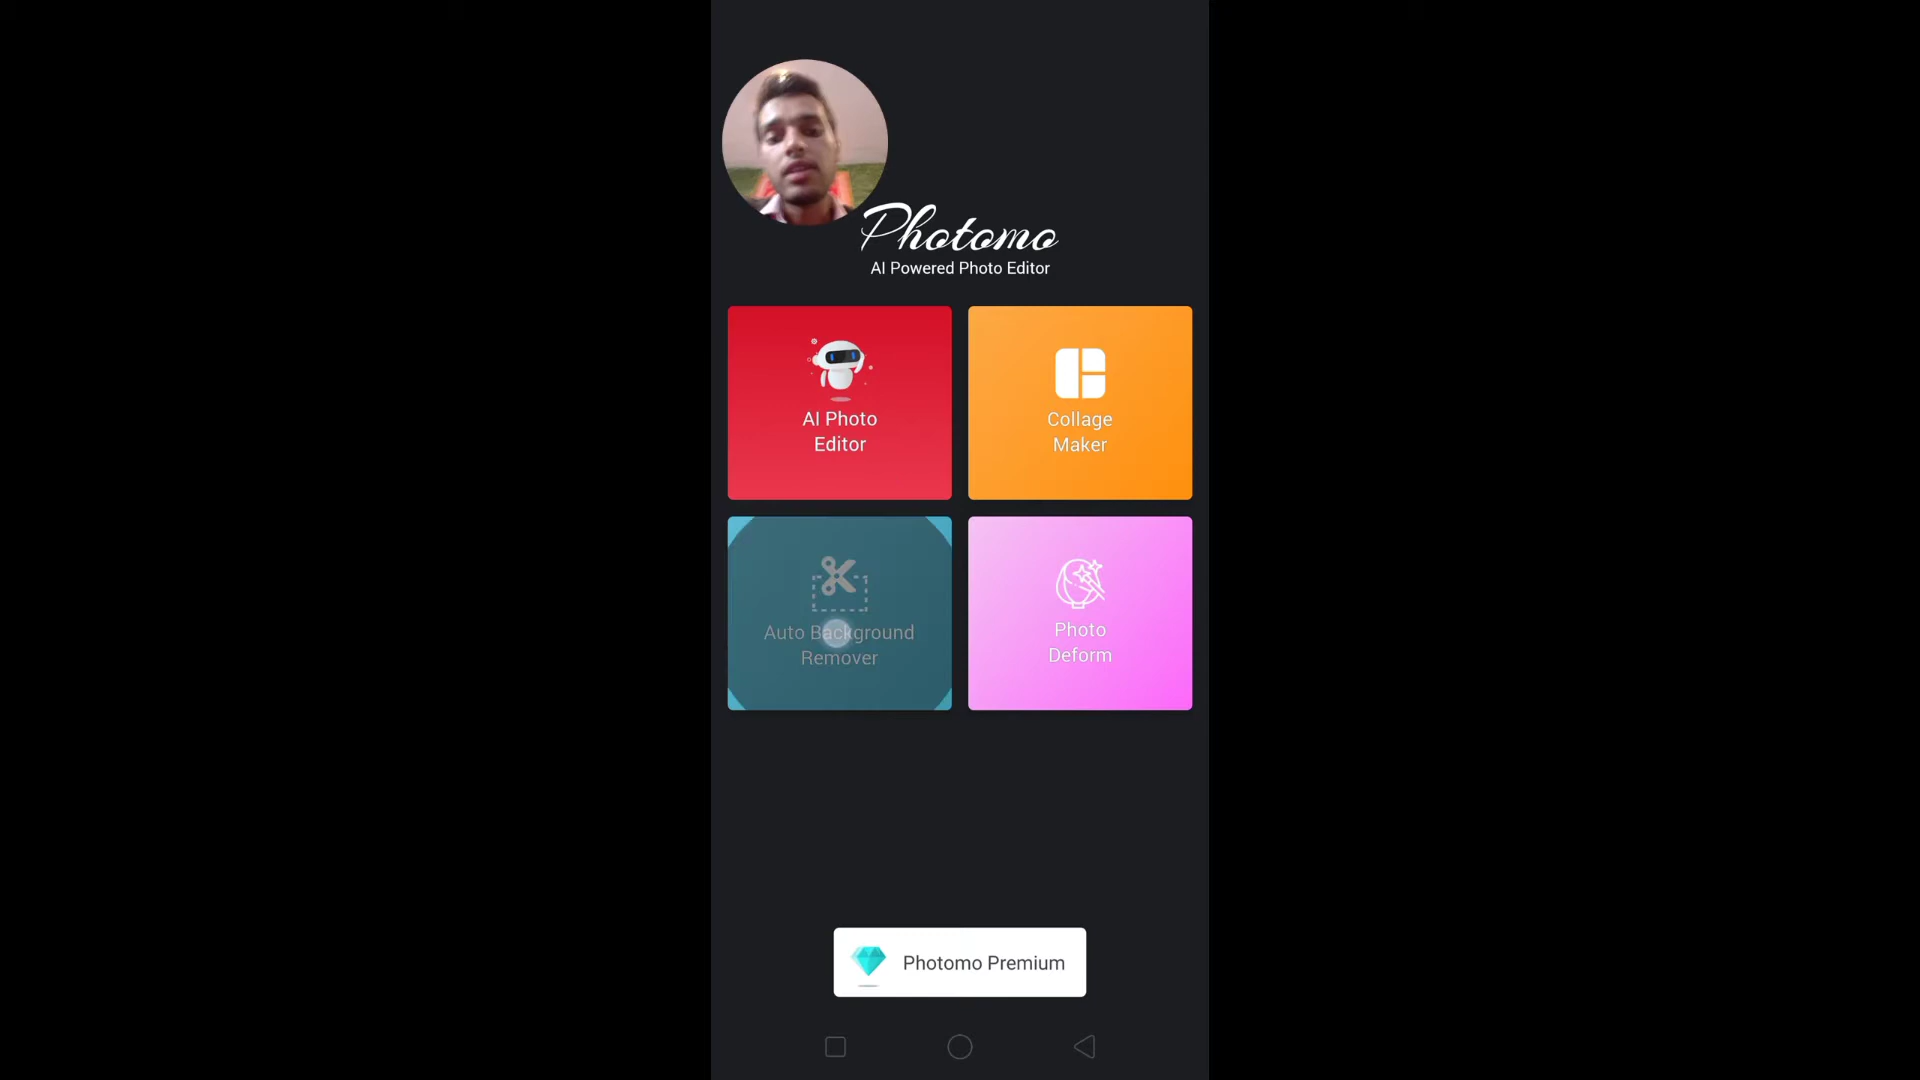 Photomo
AI Powered Photo Editor
AI Photo
Editor
Collage
Maker
Auto Background
Remover
Photo
Deform
Photomo Premium